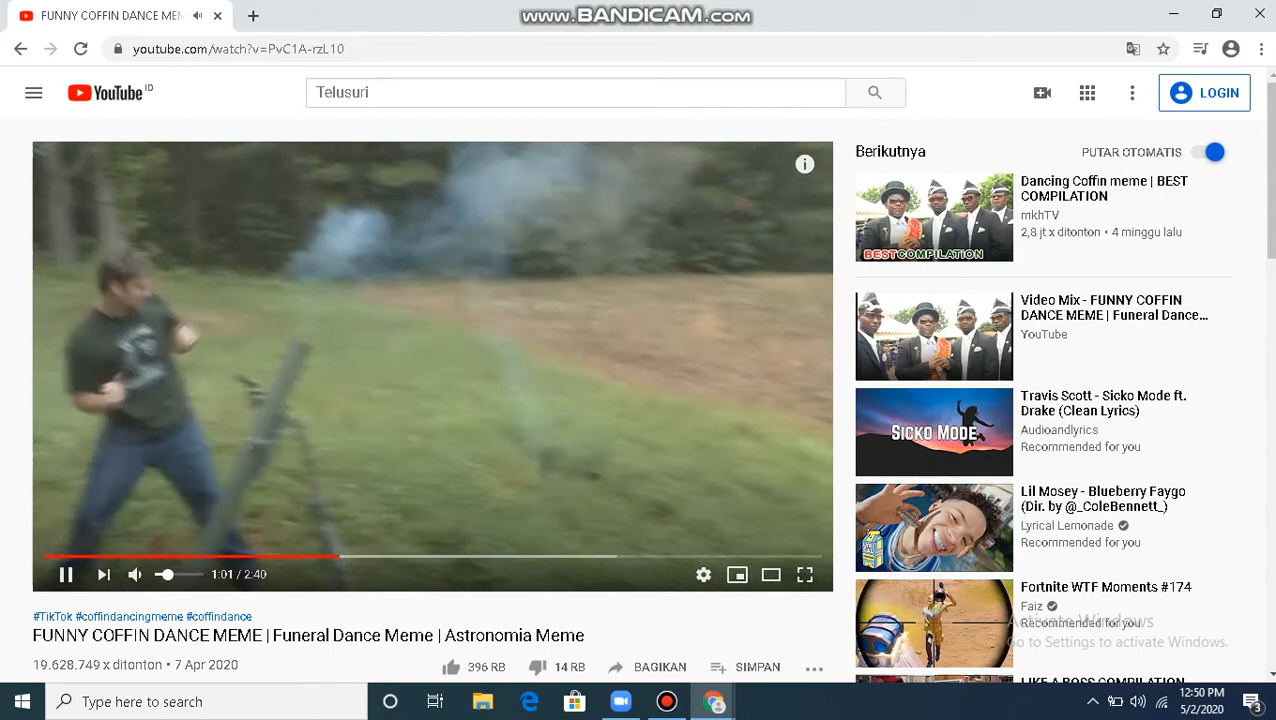 FUNNY COFFIN DANCE MEM
www.BANDICAM.com
youtube.com/watch?v=PvC1A-rzL10
YouTube ID
Telusuri
LOGIN
Berikutnya
PUTAR OTOMATIS
Dancing Coffin meme | BEST
COMPILATION
mkhTV
2,8 jt x ditonton • 4 minggu lalu
BEST COMPILATION
Video Mix - FUNNY COFFIN
DANCE MEME | Funeral Dance...
YouTube
Travis Scott - Sicko Mode ft.
Drake (Clean Lyrics)
Audioandlyrics
Recommended for you
SICKO MODE
Lil Mosey - Blueberry Faygo
(Dir. by @_ColeBennett_)
Lyrical Lemonade
Recommended for you
Fortnite WTF Moments #174
Faiz
Recommended for you
Activate Windows
Go to Settings to activate Windows.
LIKE A BOSS COMPILATION
1:01 / 2:40
#TikTok #coffindancingmeme #coffindance
FUNNY COFFIN DANCE MEME | Funeral Dance Meme | Astronomia Meme
19.628.749 x ditonton • 7 Apr 2020
396 RB
14 RB
BAGIKAN
SIMPAN
Type here to search
12:50 PM
5/2/2020
3